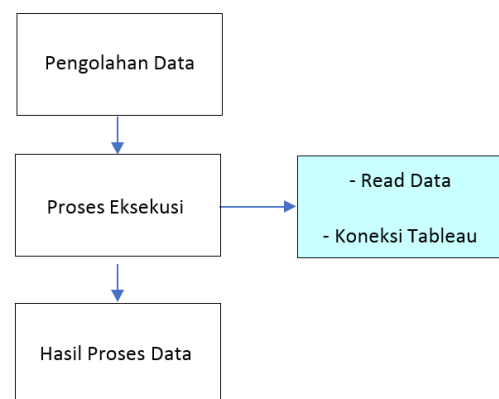 Pengolahan Data
Proses Eksekusi
- Read Data
- Koneksi Tableau
Hasil Proses Data